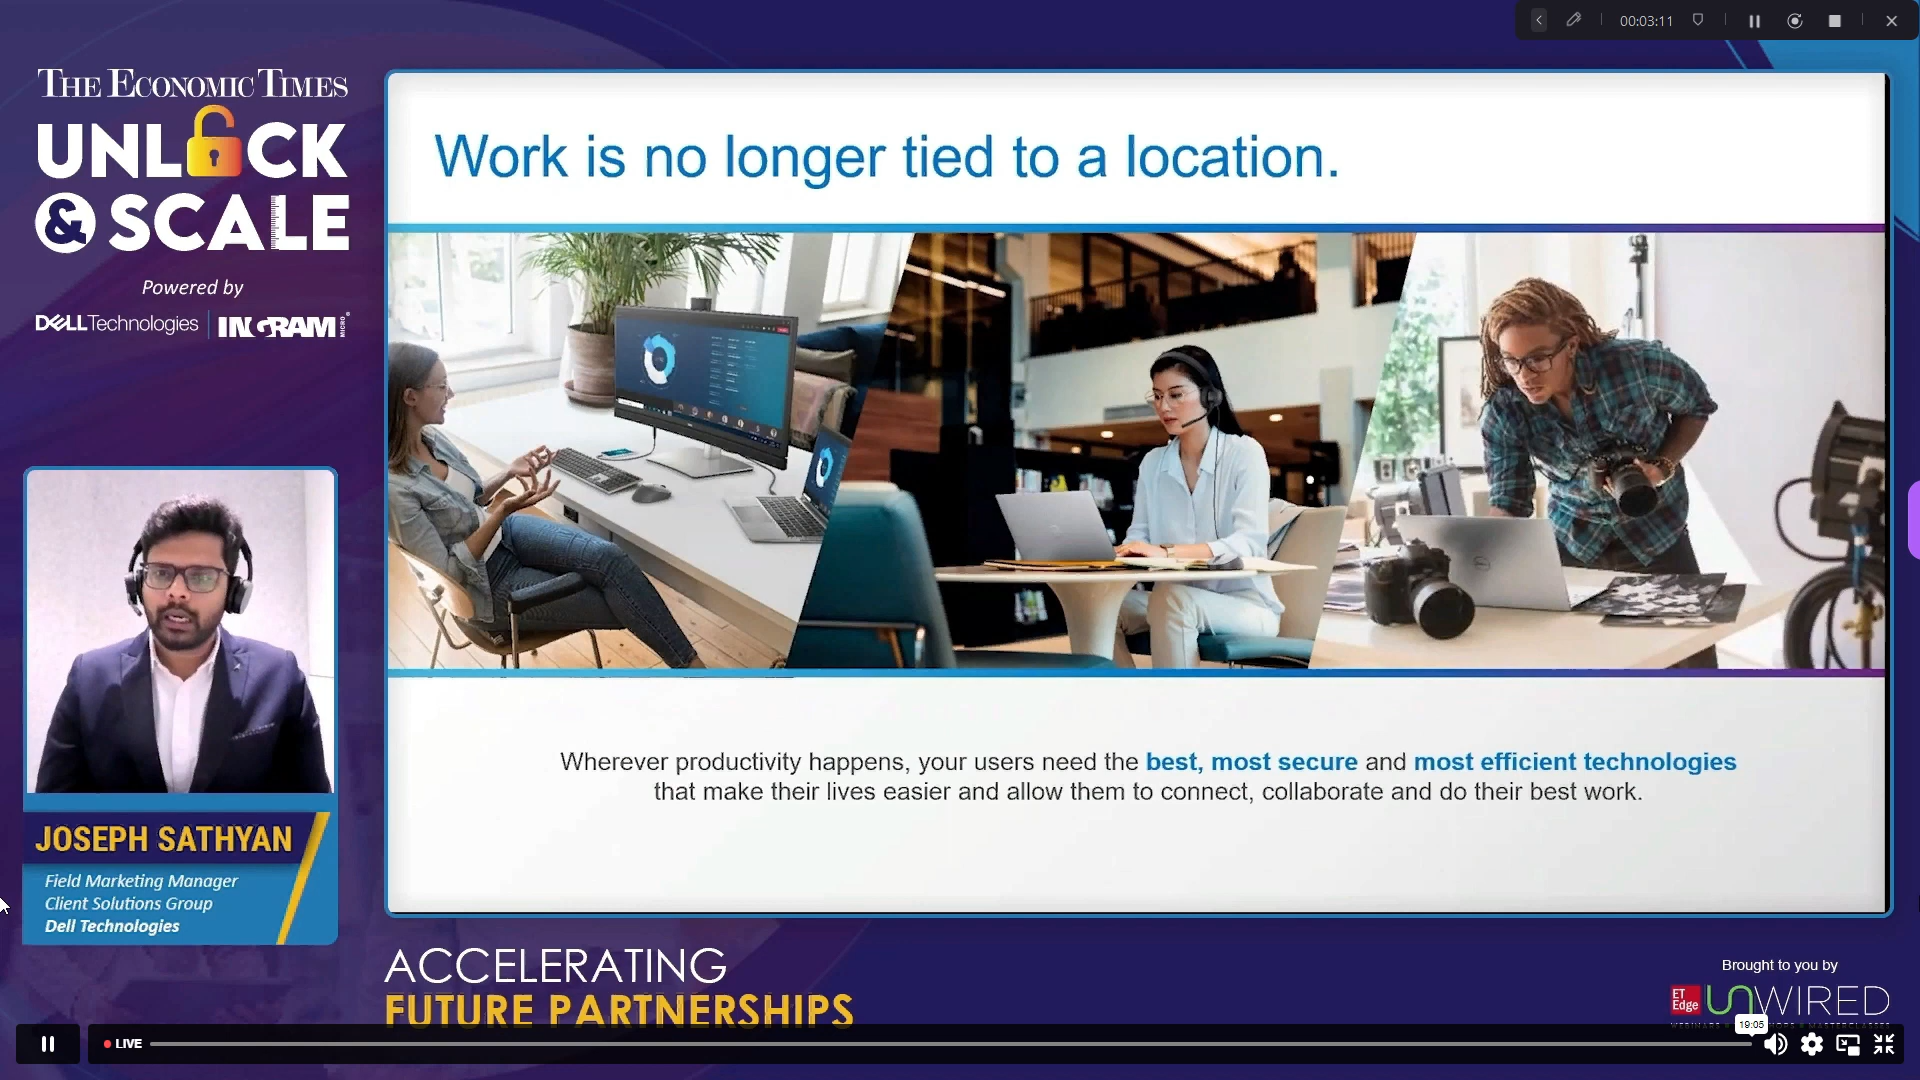 00:03:11
THE ECONOMIC TIMES
UNLOCK
& SCALE
Powered by
DELL Technologies | INGRAM MICRO
Work is no longer tied to a location.
Wherever productivity happens, your users need the best, most secure and most efficient technologies
that make their lives easier and allow them to connect, collaborate and do their best work.
JOSEPH SATHYAN
Field Marketing Manager
Client Solutions Group
Dell Technologies
ACCELERATING
FUTURE PARTNERSHIPS
Brought to you by
ET Edge UNWIRED
19:05
LIVE